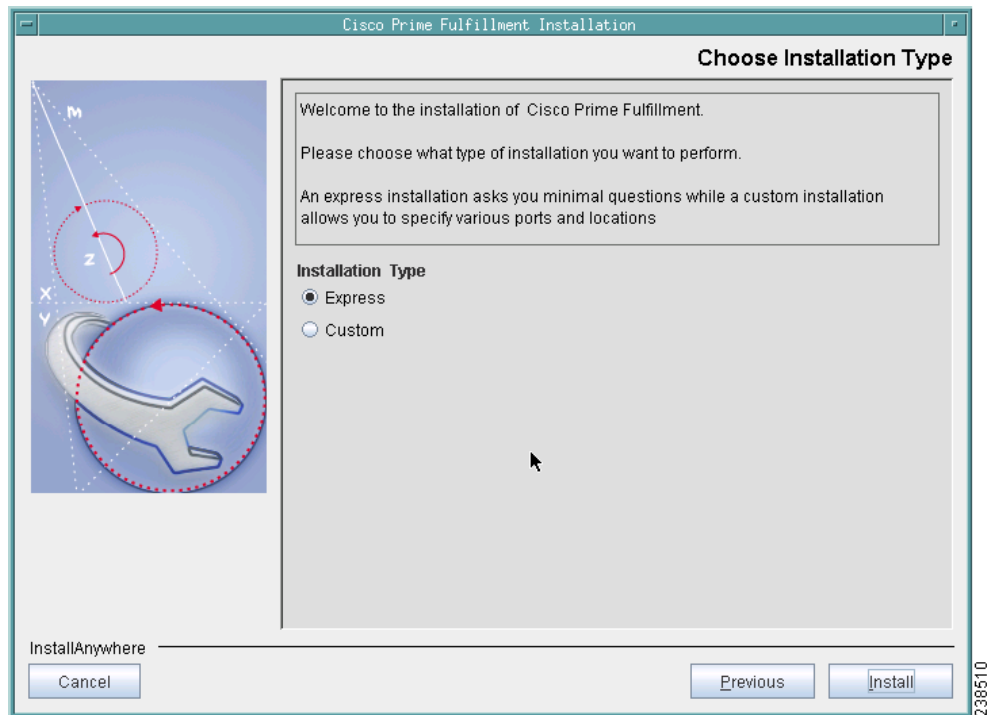 Cisco Prime Fulfillment Installation
Choose Installation Type
M
Z
X
Y
Welcome to the installation of Cisco Prime Fulfillment.
Please choose what type of installation you want to perform.
An express installation asks you minimal questions while a custom installation
allows you to specify various ports and locations
Installation Type
Express
Custom
InstallAnywhere
Cancel
Previous
Install
238510